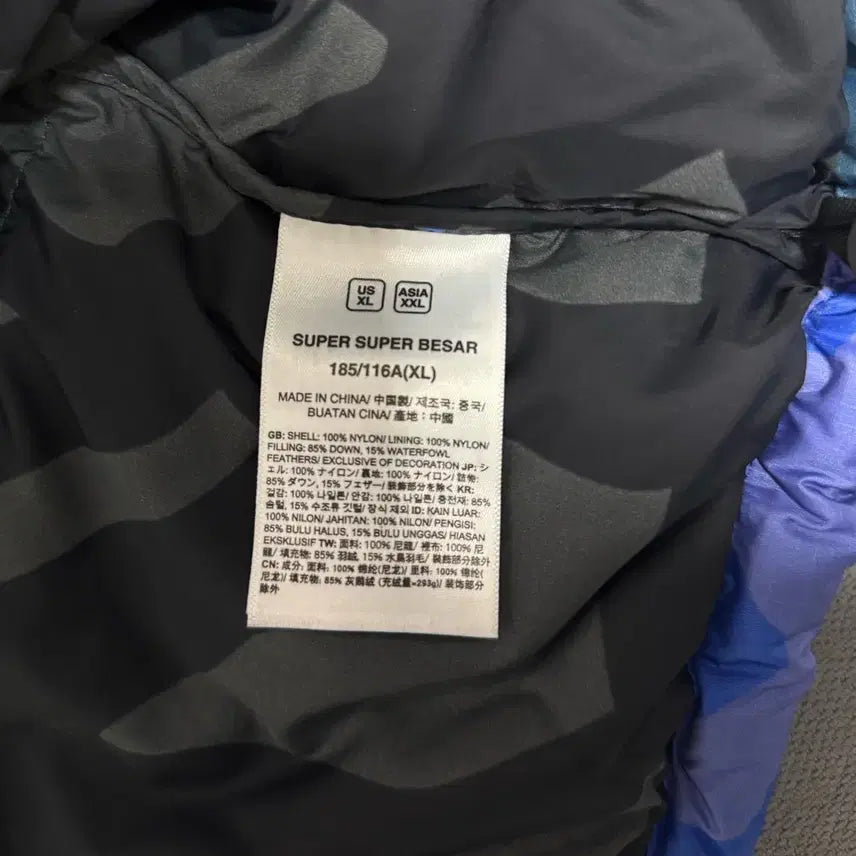 US XL ASIA XXL
SUPER SUPER BESAR
185/116A(XL)
MADE IN CHINA/ 中国製/ 제조국: 중국/
BUATAN CINA/ 產地：中國
GB: SHELL: 100% NYLON/ LINING: 100% NYLON/
FILLING: 85% DOWN, 15% WATERFOWL
FEATHERS/ EXCLUSIVE OF DECORATION JP: シ
ェル: 100% ナイロン/ 裏地: 100% ナイロン/ 詰物:
85% ダウン, 15% フェザー/ 装飾部分を除く KR:
겉감: 100% 나일론/ 안감: 100% 나일론/ 충전재: 85%
솜털, 15% 수조류 깃털/ 장식 제외 ID: KAIN LUAR:
100% NILON/ JAHITAN: 100% NILON/ PENGISI:
85% BULU HALUS, 15% BULU UNGGAS/ HIASAN
EKSKLUSIF TW: 面料: 100% 尼龍/ 裡布: 100% 尼
龍/ 填充物: 85% 羽絨, 15% 水鳥羽毛/ 裝飾部分除外
CN: 成分: 面料: 100% 锦纶(尼龙)/ 里料: 100% 锦纶
(尼龙)/ 填充物: 85% 灰鹅绒 (充绒量=293g)/ 装饰部分
除外